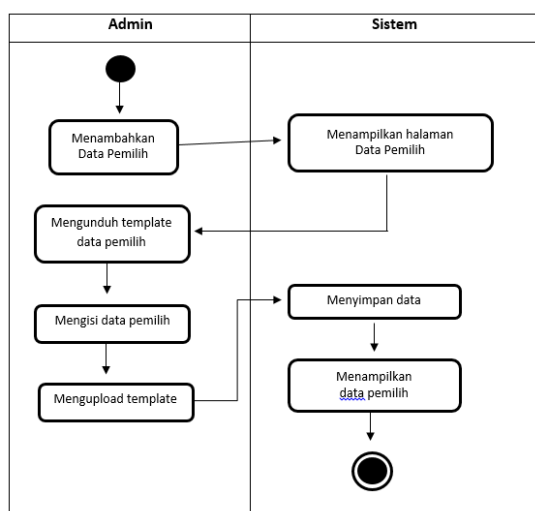 Admin
Sistem
Menambahkan
Data Pemilih
Menampilkan halaman
Data Pemilih
Mengunduh template
data pemilih
Mengisi data pemilih
Mengupload template
Menyimpan data
Menampilkan
data pemilih